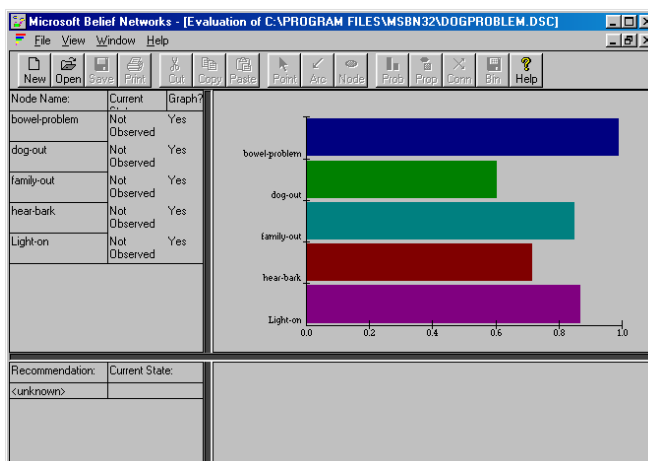 Microsoft Belief Networks - [Evaluation of C:\PROGRAM FILES\MSBN32\DOGPROBLEM.DSC]
File View Window Help
New Open Save Print Cut Copy Paste Point Arc Node Prob Prop Conn Bin Help
Node Name: Current Graph?
bowel-problem Not Observed Yes
dog-out Not Observed Yes
family-out Not Observed Yes
hear-bark Not Observed Yes
Light-on Not Observed Yes
bowel-problem
dog-out
family-out
hear-bark
Light-on
0.0 0.2 0.4 0.6 0.8 1.0
Recommendation: Current State:
<unknown>